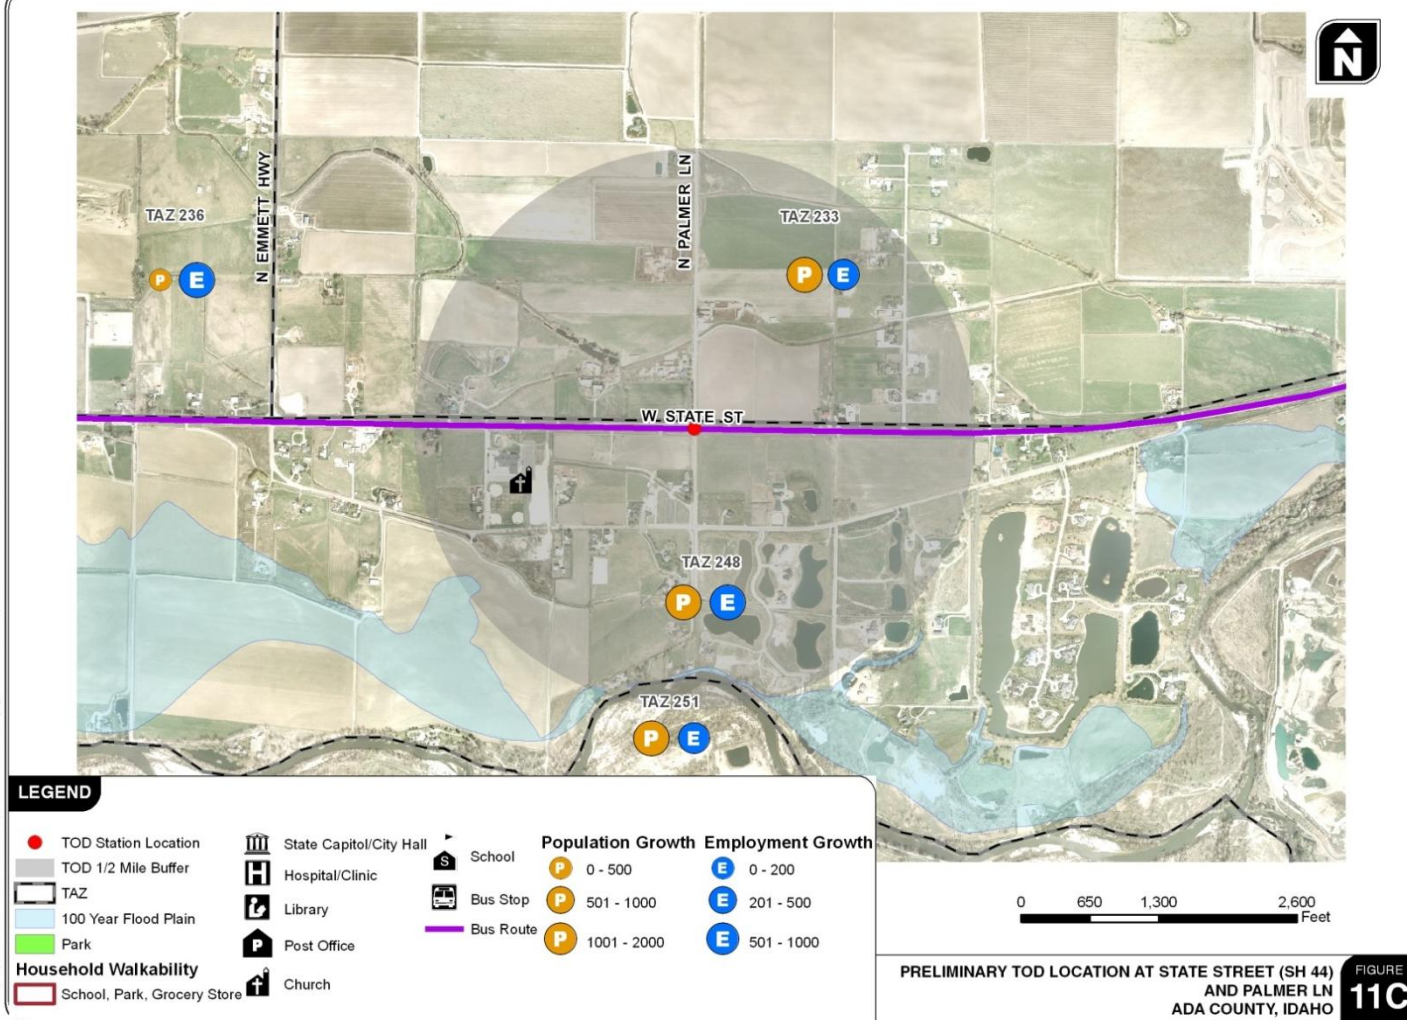 N
N EMMETT HWY
N PALMER LN
TAZ 236
TAZ 233
P E
P E
W STATE ST
TAZ 248
P E
TAZ 251
P E
LEGEND
TOD Station Location
TOD 1/2 Mile Buffer
TAZ
100 Year Flood Plain
Park
Household Walkability
School, Park, Grocery Store
State Capitol/City Hall
H Hospital/Clinic
Library
P Post Office
Church
S School
Bus Stop
Bus Route
Population Growth
P 0 - 500
P 501 - 1000
P 1001 - 2000
Employment Growth
E 0 - 200
E 201 - 500
E 501 - 1000
0 650 1,300 2,600
Feet
PRELIMINARY TOD LOCATION AT STATE STREET (SH 44)
AND PALMER LN
ADA COUNTY, IDAHO
FIGURE
11C